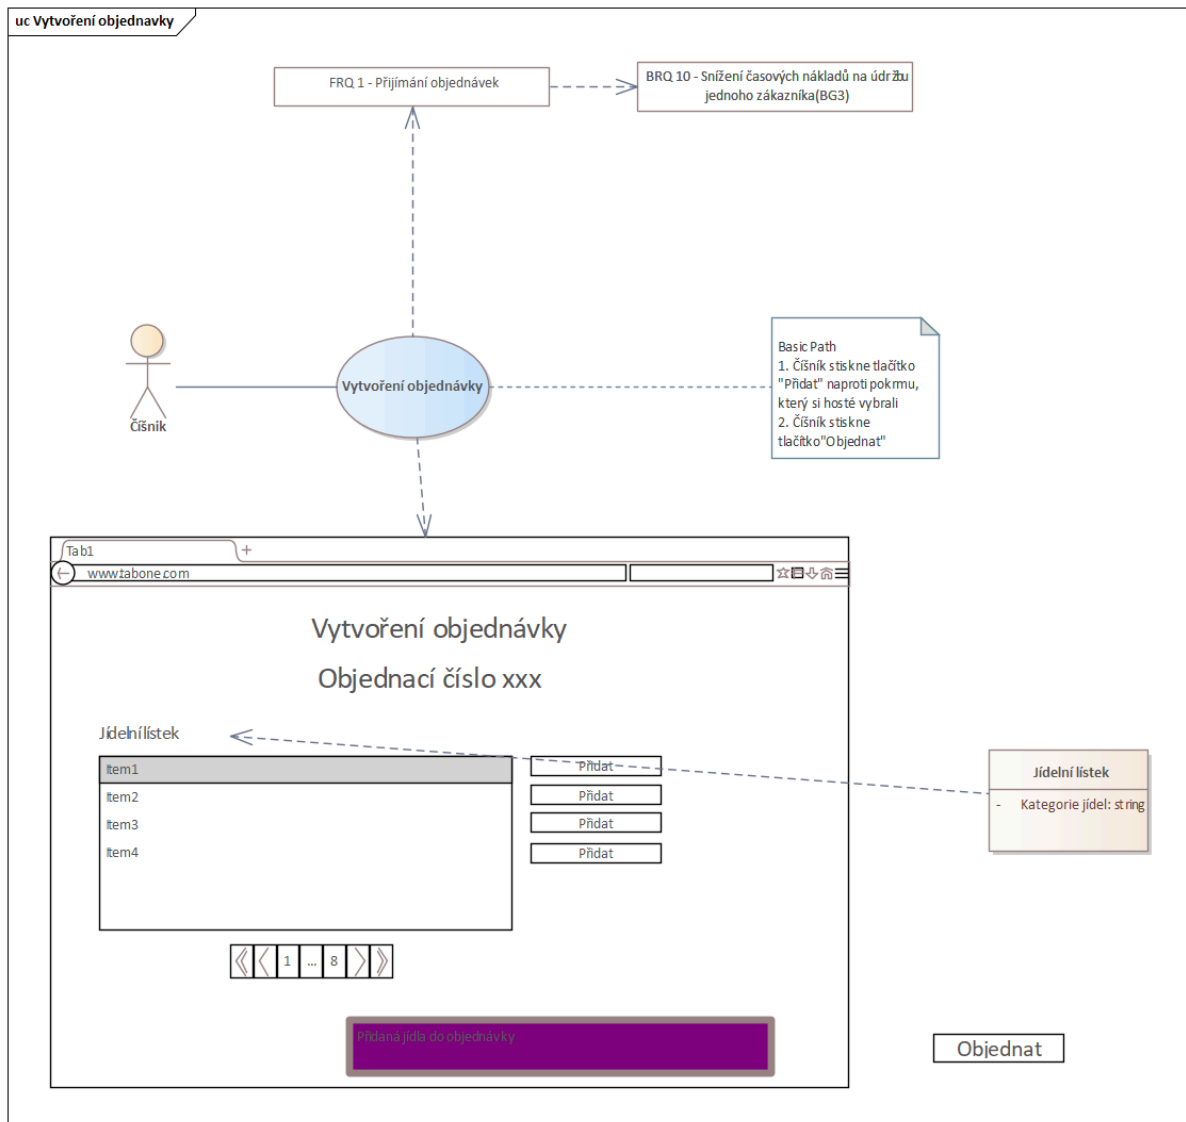 uc Vytvoření objednavky
FRQ 1 - Přijímání objednávek
BRQ 10 - Snížení časových nákladů na údržbu
jednoho zákazníka(BG3)
Číšnik
Vytvoření objednávky
Basic Path
1. Číšník stiskne tlačítko
"Přidat" naproti pokrmu,
který si hosté vybrali
2. Číšník stiskne
tlačítko"Objednat"
Tab1
+
www.tabone.com
Vytvoření objednávky
Objednací číslo xxx
Jídelní lístek
Item1
Přidat
Item2
Přidat
Item3
Přidat
Item4
Přidat
Jídelní lístek
- Kategorie jídel: string
1 ... 8
Přidaná jídla do objednávky
Objednat